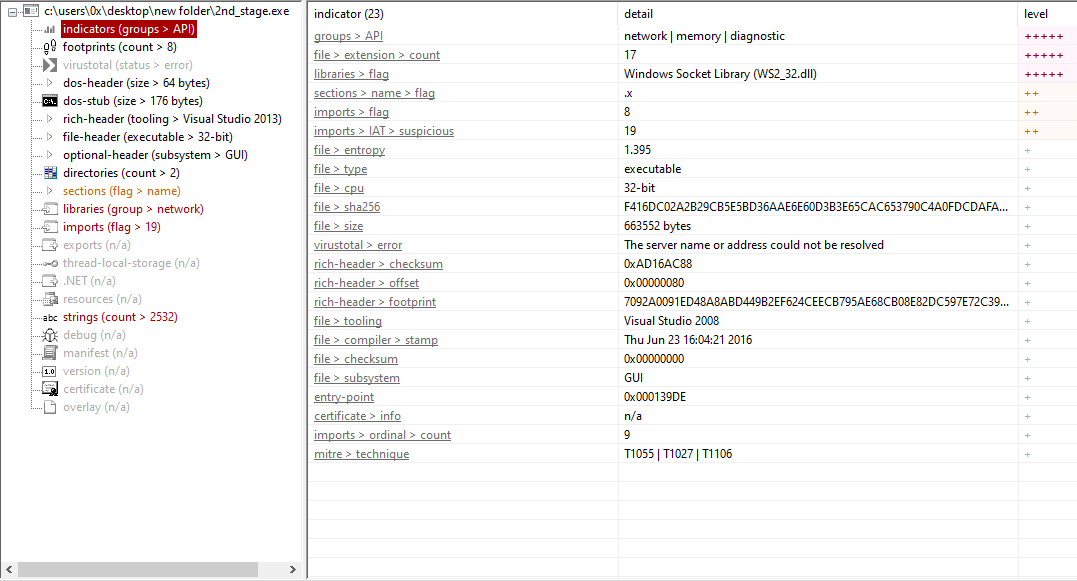 c:\users\0x\desktop\new folder\2nd_stage.exe
indicators (groups > API)
footprints (count > 8)
virustotal (status > error)
dos-header (size > 64 bytes)
dos-stub (size > 176 bytes)
rich-header (tooling > Visual Studio 2013)
file-header (executable > 32-bit)
optional-header (subsystem > GUI)
directories (count > 2)
sections (flag > name)
libraries (group > network)
imports (flag > 19)
exports (n/a)
thread-local-storage (n/a)
.NET (n/a)
resources (n/a)
abc strings (count > 2532)
debug (n/a)
manifest (n/a)
1.0 version (n/a)
certificate (n/a)
overlay (n/a)
indicator (23) detail level
groups > API network | memory | diagnostic +++++
file > extension > count 17 +++++
libraries > flag Windows Socket Library (WS2_32.dll) +++++
sections > name > flag .x ++
imports > flag 8 ++
imports > IAT > suspicious 19 ++
file > entropy 1.395 +
file > type executable +
file > cpu 32-bit +
file > sha256 F416DC02A2B29CB5E5BD36AAE6E60D3B3E65CAC653790C4A0FDCDAFA... +
file > size 663552 bytes +
virustotal > error The server name or address could not be resolved +
rich-header > checksum 0xAD16AC88 +
rich-header > offset 0x00000080 +
rich-header > footprint 7092A0091ED48A8ABD449B2EF624CEECB795AE68CB08E82DC597E72C39... +
file > tooling Visual Studio 2008 +
file > compiler > stamp Thu Jun 23 16:04:21 2016 +
file > checksum 0x00000000 +
file > subsystem GUI +
entry-point 0x000139DE +
certificate > info n/a +
imports > ordinal > count 9 +
mitre > technique T1055 | T1027 | T1106 +